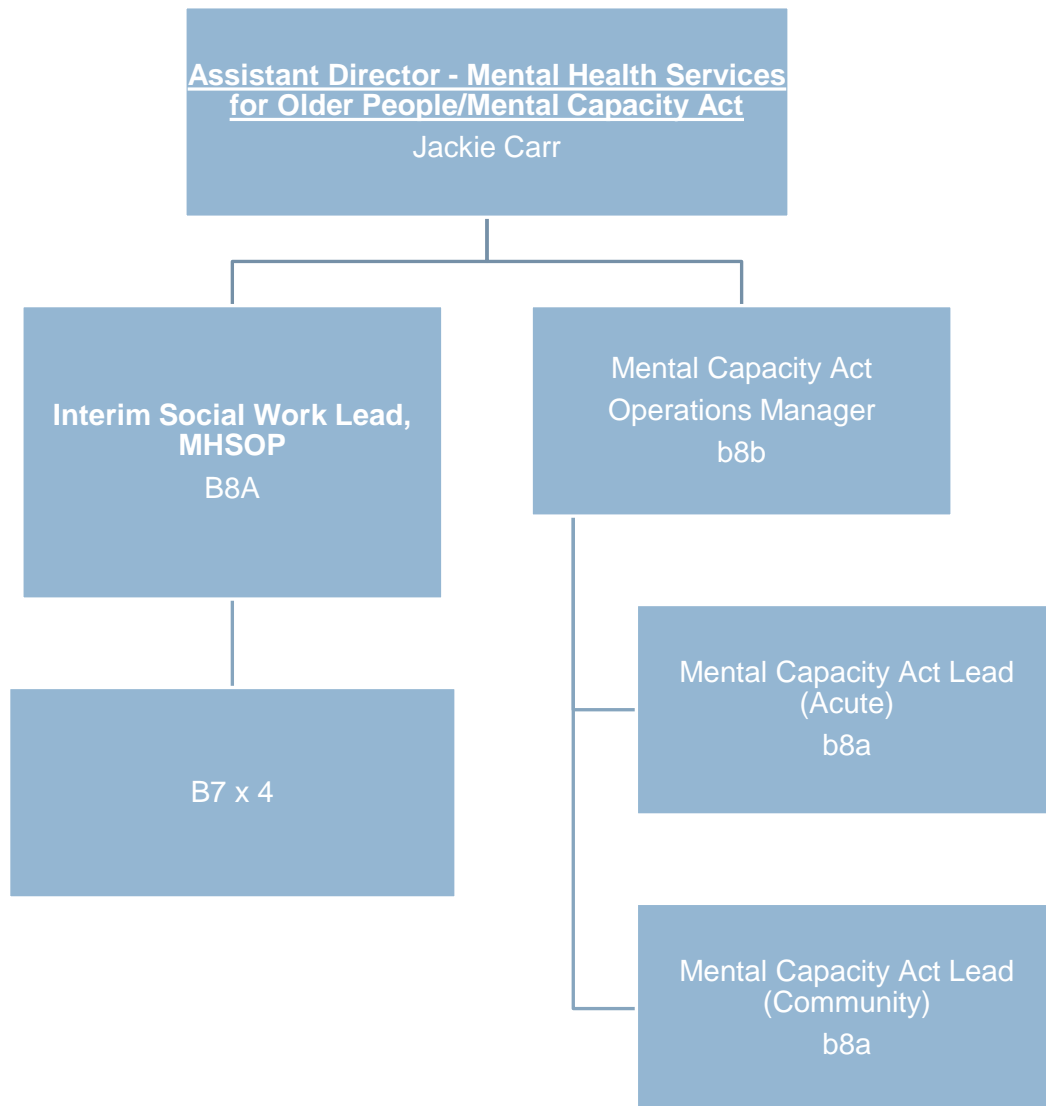 Assistant Director - Mental Health Services
for Older People/Mental Capacity Act
Jackie Carr
Interim Social Work Lead,
MHSOP
B8A
Mental Capacity Act
Operations Manager
b8b
B7 x 4
Mental Capacity Act Lead
(Acute)
b8a
Mental Capacity Act Lead
(Community)
b8a